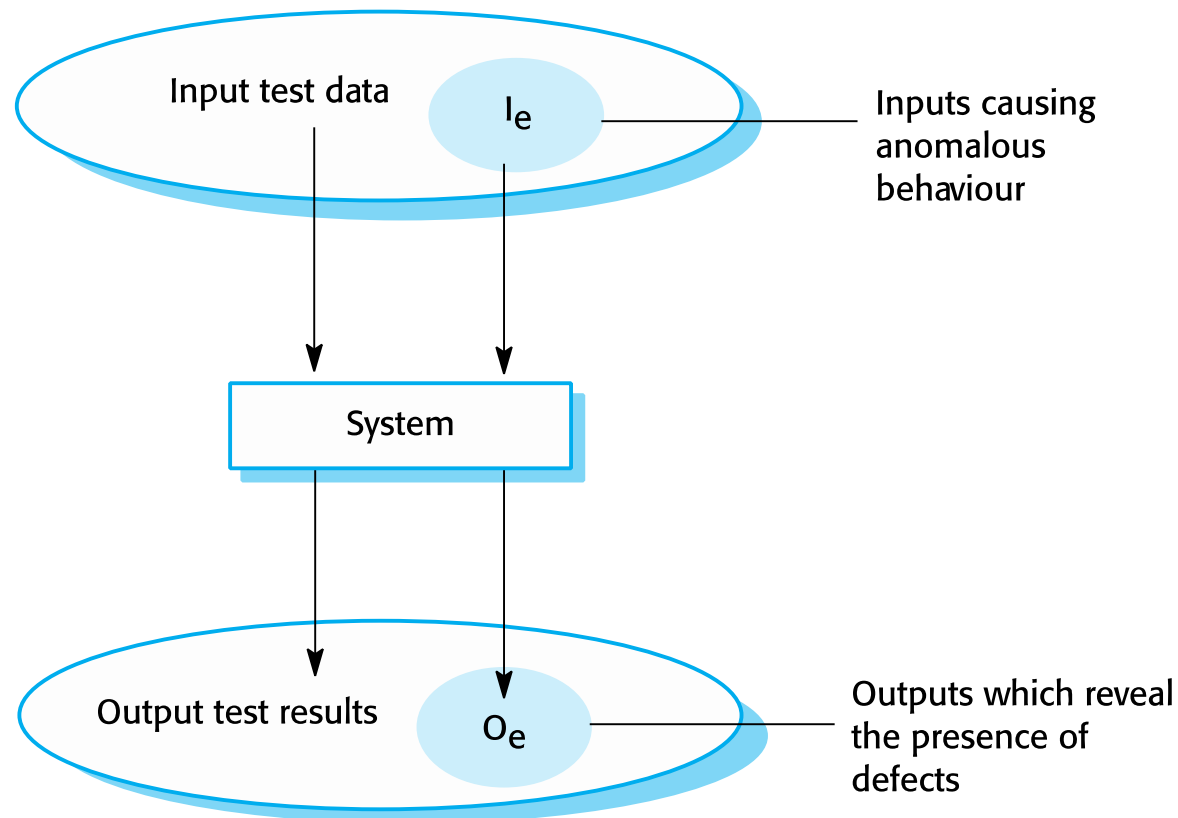 Input test data
Ie
Inputs causing
anomalous
behaviour
System
Output test results
Oe
Outputs which reveal
the presence of
defects